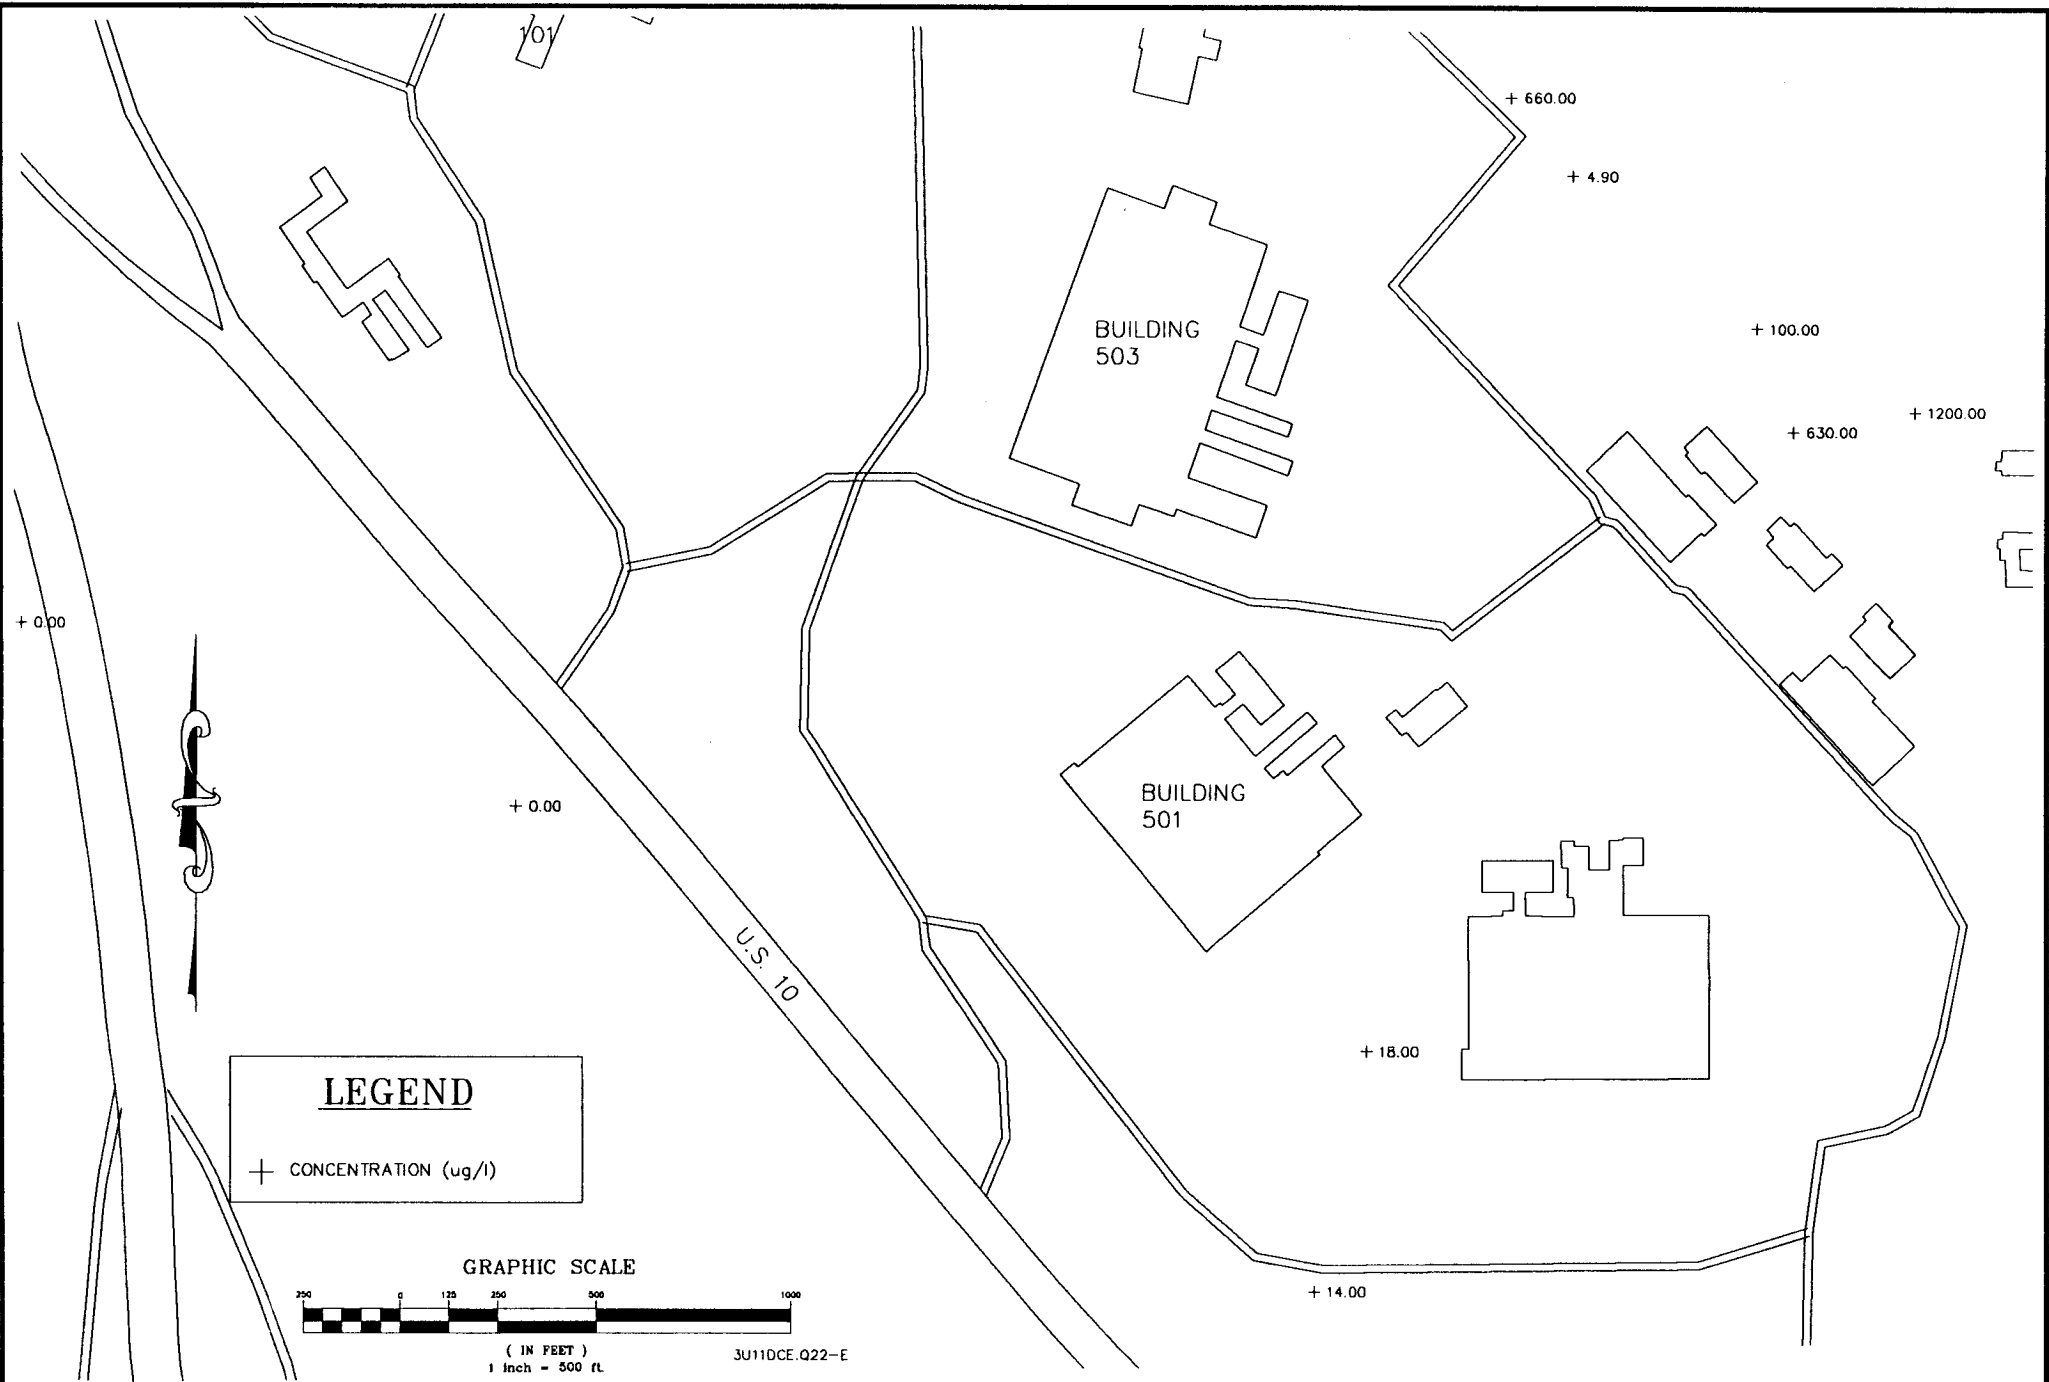 101
+ 660.00
+ 4.90
BUILDING
503
+ 100.00
+ 1200.00
+ 630.00
+ 0.00
BUILDING
501
+ 0.00
U.S. 10
+ 18.00
LEGEND
+ CONCENTRATION (ug/l)
GRAPHIC SCALE
250 0 125 250 500 1000
( IN FEET )
1 inch = 500 ft.
3U11DCE.Q22-E
+ 14.00